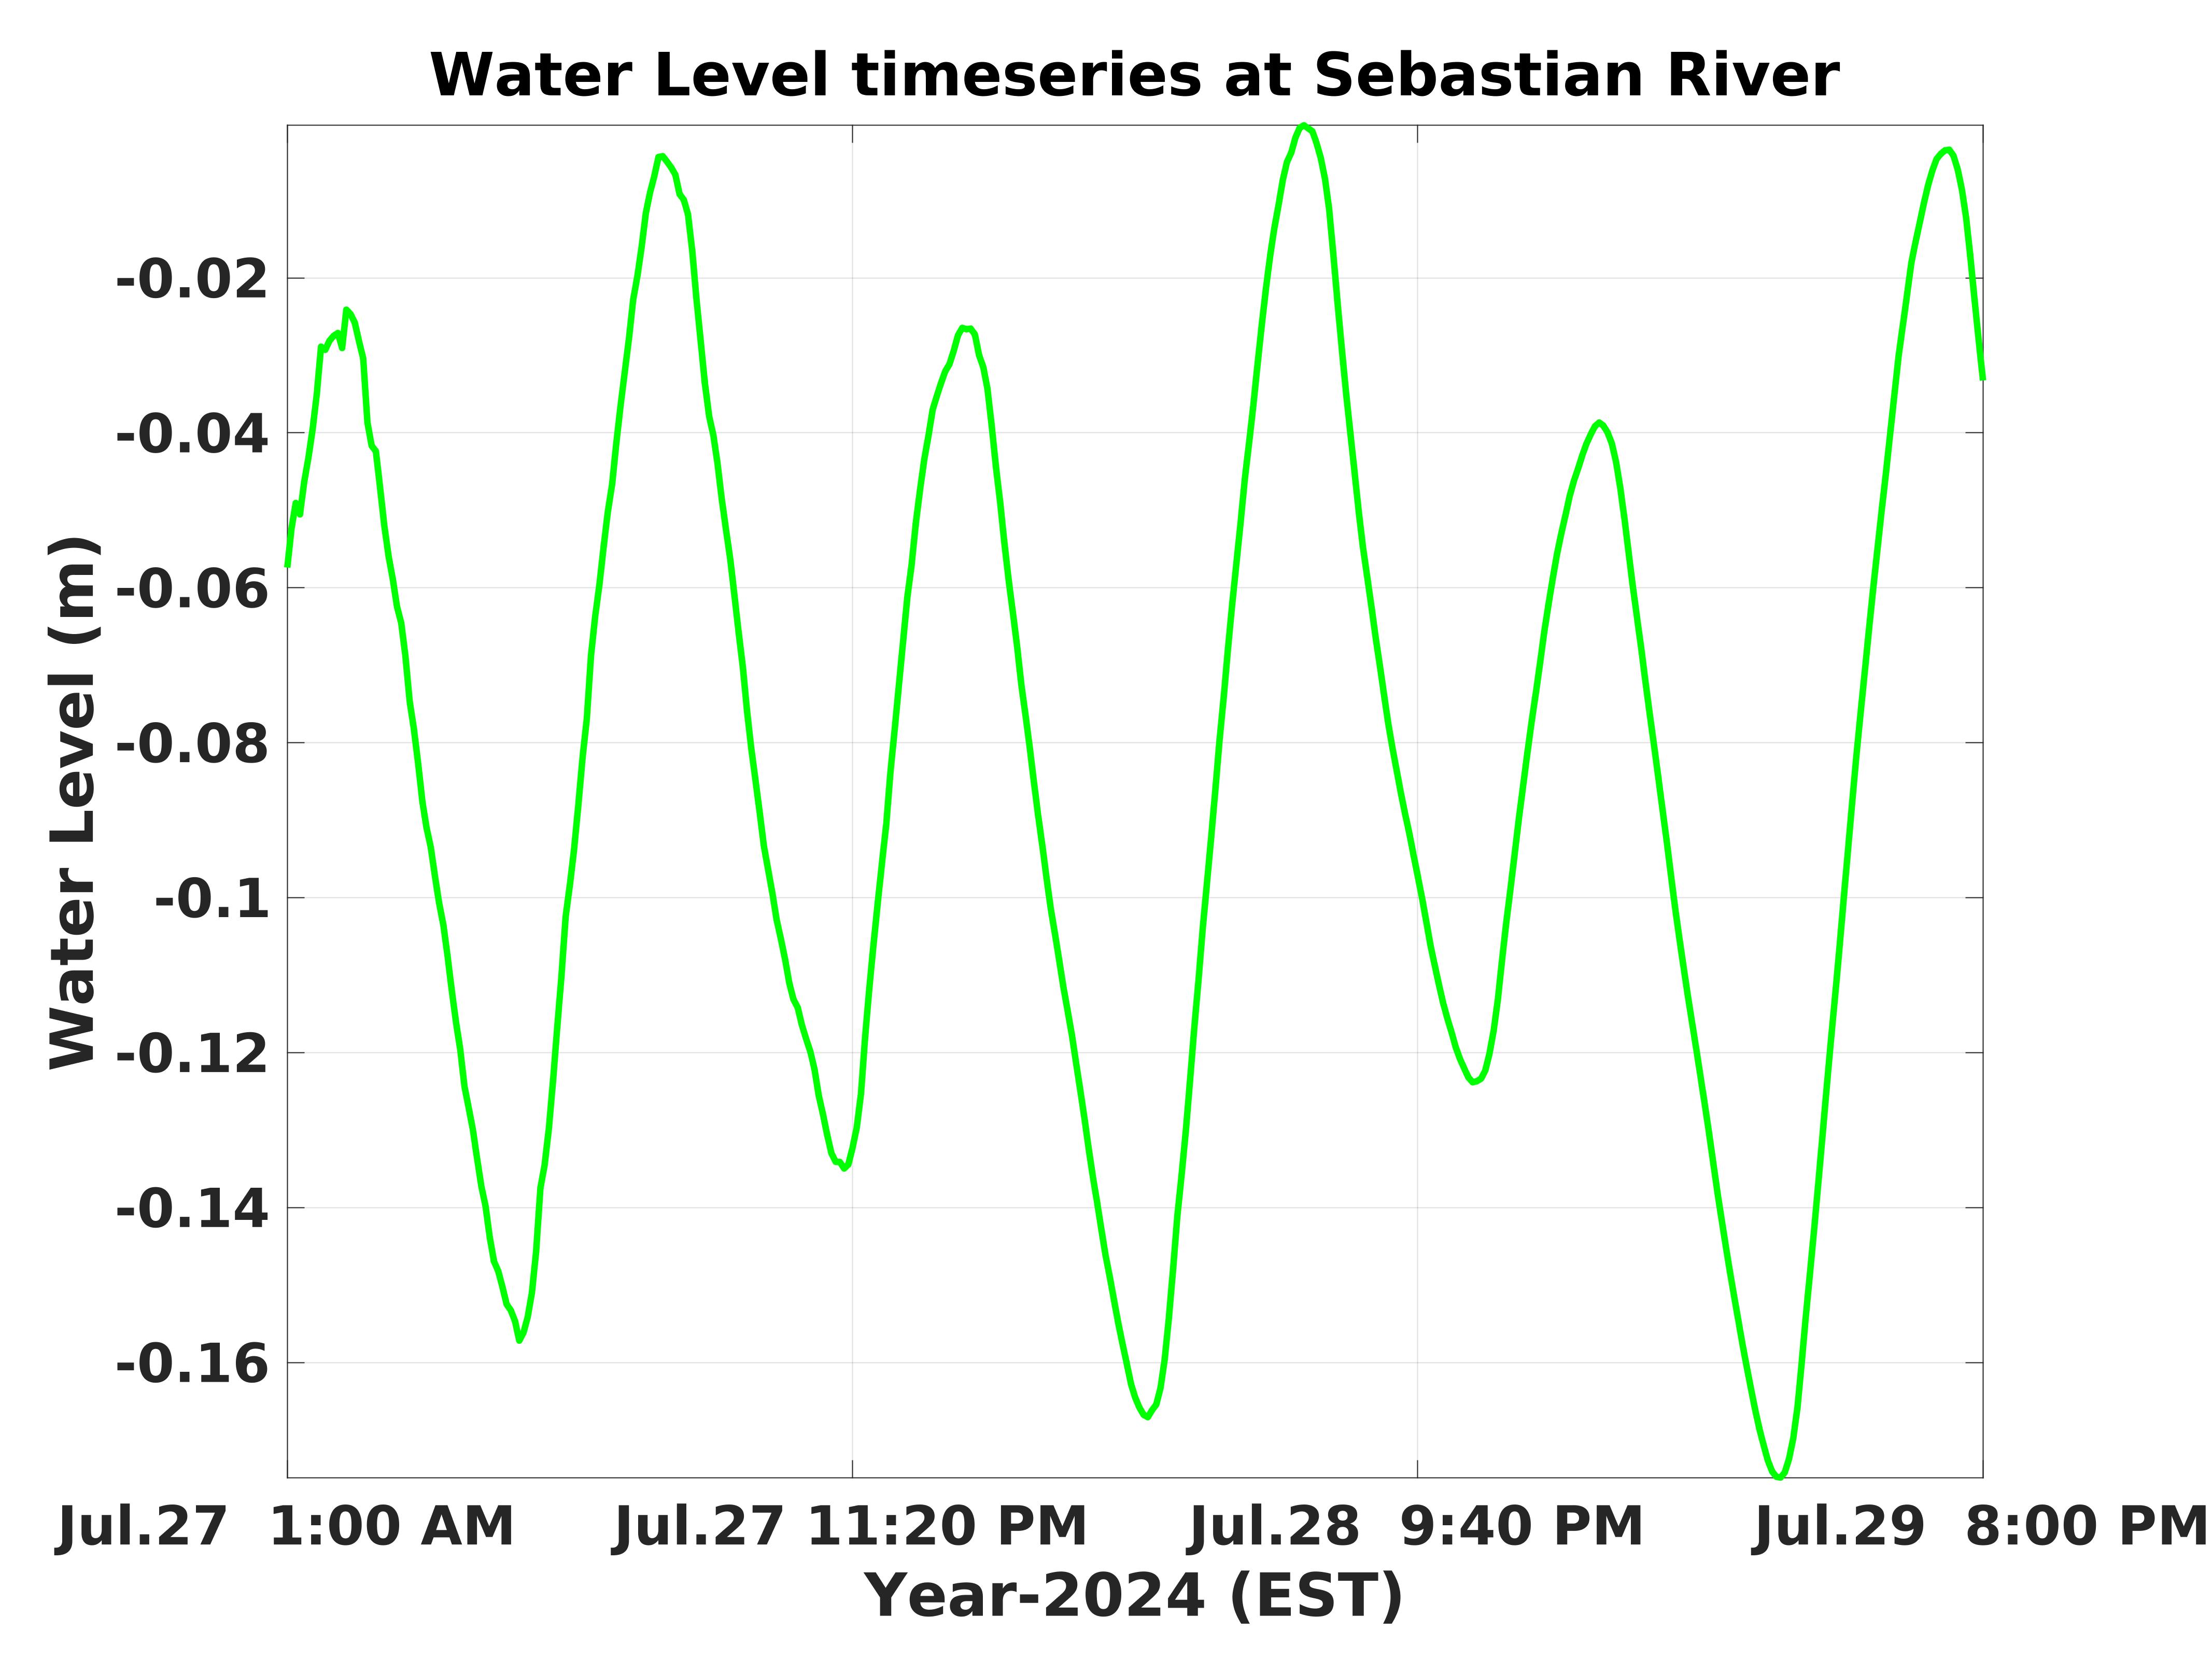 Water Level timeseries at Sebastian River
Water Level (m)
-0.02
-0.04
-0.06
-0.08
-0.1
-0.12
-0.14
-0.16
Jul.27 1:00 AM
Jul.27 11:20 PM
Jul.28 9:40 PM
Jul.29 8:00 PM
Year-2024 (EST)